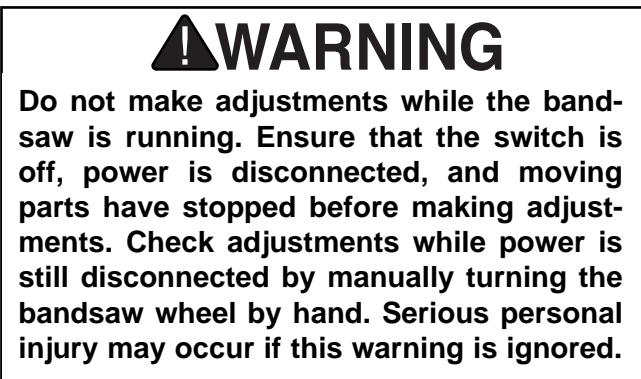 WARNING
Do not make adjustments while the band-
saw is running. Ensure that the switch is
off, power is disconnected, and moving
parts have stopped before making adjust-
ments. Check adjustments while power is
still disconnected by manually turning the
bandsaw wheel by hand. Serious personal
injury may occur if this warning is ignored.